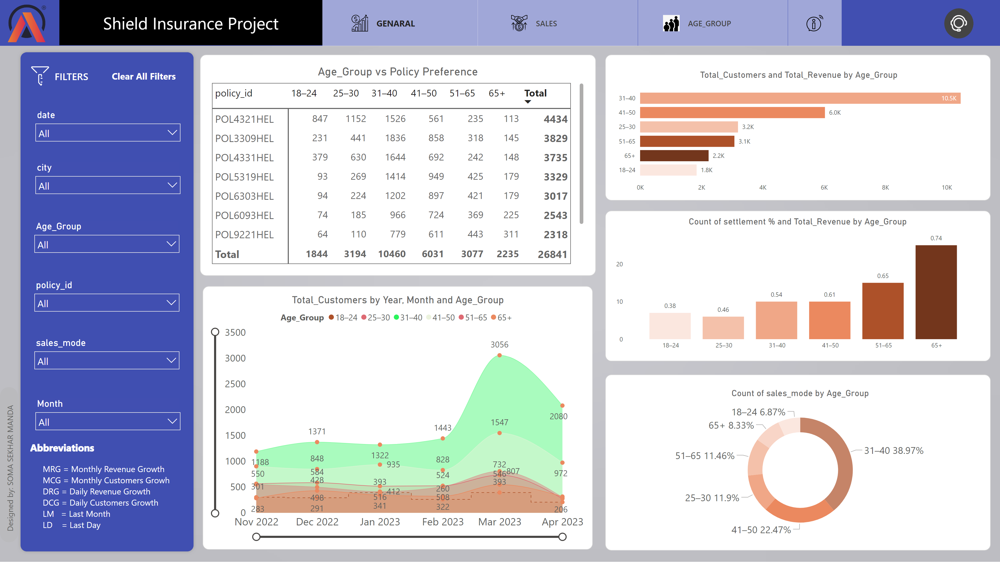 ®
Shield Insurance Project
GENARAL
SALES
AGE_GROUP
FILTERS
Clear All Filters
date
All
city
All
Age_Group
All
policy_id
All
sales_mode
All
Month
All
Abbreviations
MRG = Monthly Revenue Growth
MCG = Monthly Customers Growh
DRG = Daily Revenue Growth
DCG = Daily Customers Growth
LM = Last Month
LD = Last Day
Designed by: SOMA SEKHAR MANDA
Age_Group vs Policy Preference
policy_id 18–24 25–30 31–40 41–50 51–65 65+ Total
POL4321HEL 847 1152 1526 561 235 113 4434
POL3309HEL 231 441 1836 858 318 145 3829
POL4331HEL 379 630 1644 692 242 148 3735
POL5319HEL 93 269 1414 949 425 179 3329
POL6303HEL 94 224 1202 897 421 179 3017
POL6093HEL 74 185 966 724 369 225 2543
POL9221HEL 64 110 779 611 443 311 2318
Total 1844 3194 10460 6031 3077 2235 26841
Total_Customers by Year, Month and Age_Group
Age_Group 18–24 25–30 31–40 41–50 51–65 65+
3500
3000
2500
2000
1500
1000
500
0
3056
1547
2080
1371
1443
1322
1188
848
935
828
732
807
550
584
524
546
972
428
393
393
301
412
260
498
516
508
283
291
341
322
206
Nov 2022 Dec 2022 Jan 2023 Feb 2023 Mar 2023 Apr 2023
Total_Customers and Total_Revenue by Age_Group
31–40 10.5K
41–50 6.0K
25–30 3.2K
51–65 3.1K
65+ 2.2K
18–24 1.8K
0K 2K 4K 6K 8K 10K
Count of settlement % and Total_Revenue by Age_Group
20
10
0
0.38 0.46 0.54 0.61 0.65 0.74
18–24 25–30 31–40 41–50 51–65 65+
Count of sales_mode by Age_Group
18–24 6.87%
65+ 8.33%
51–65 11.46%
25–30 11.9%
41–50 22.47%
31–40 38.97%